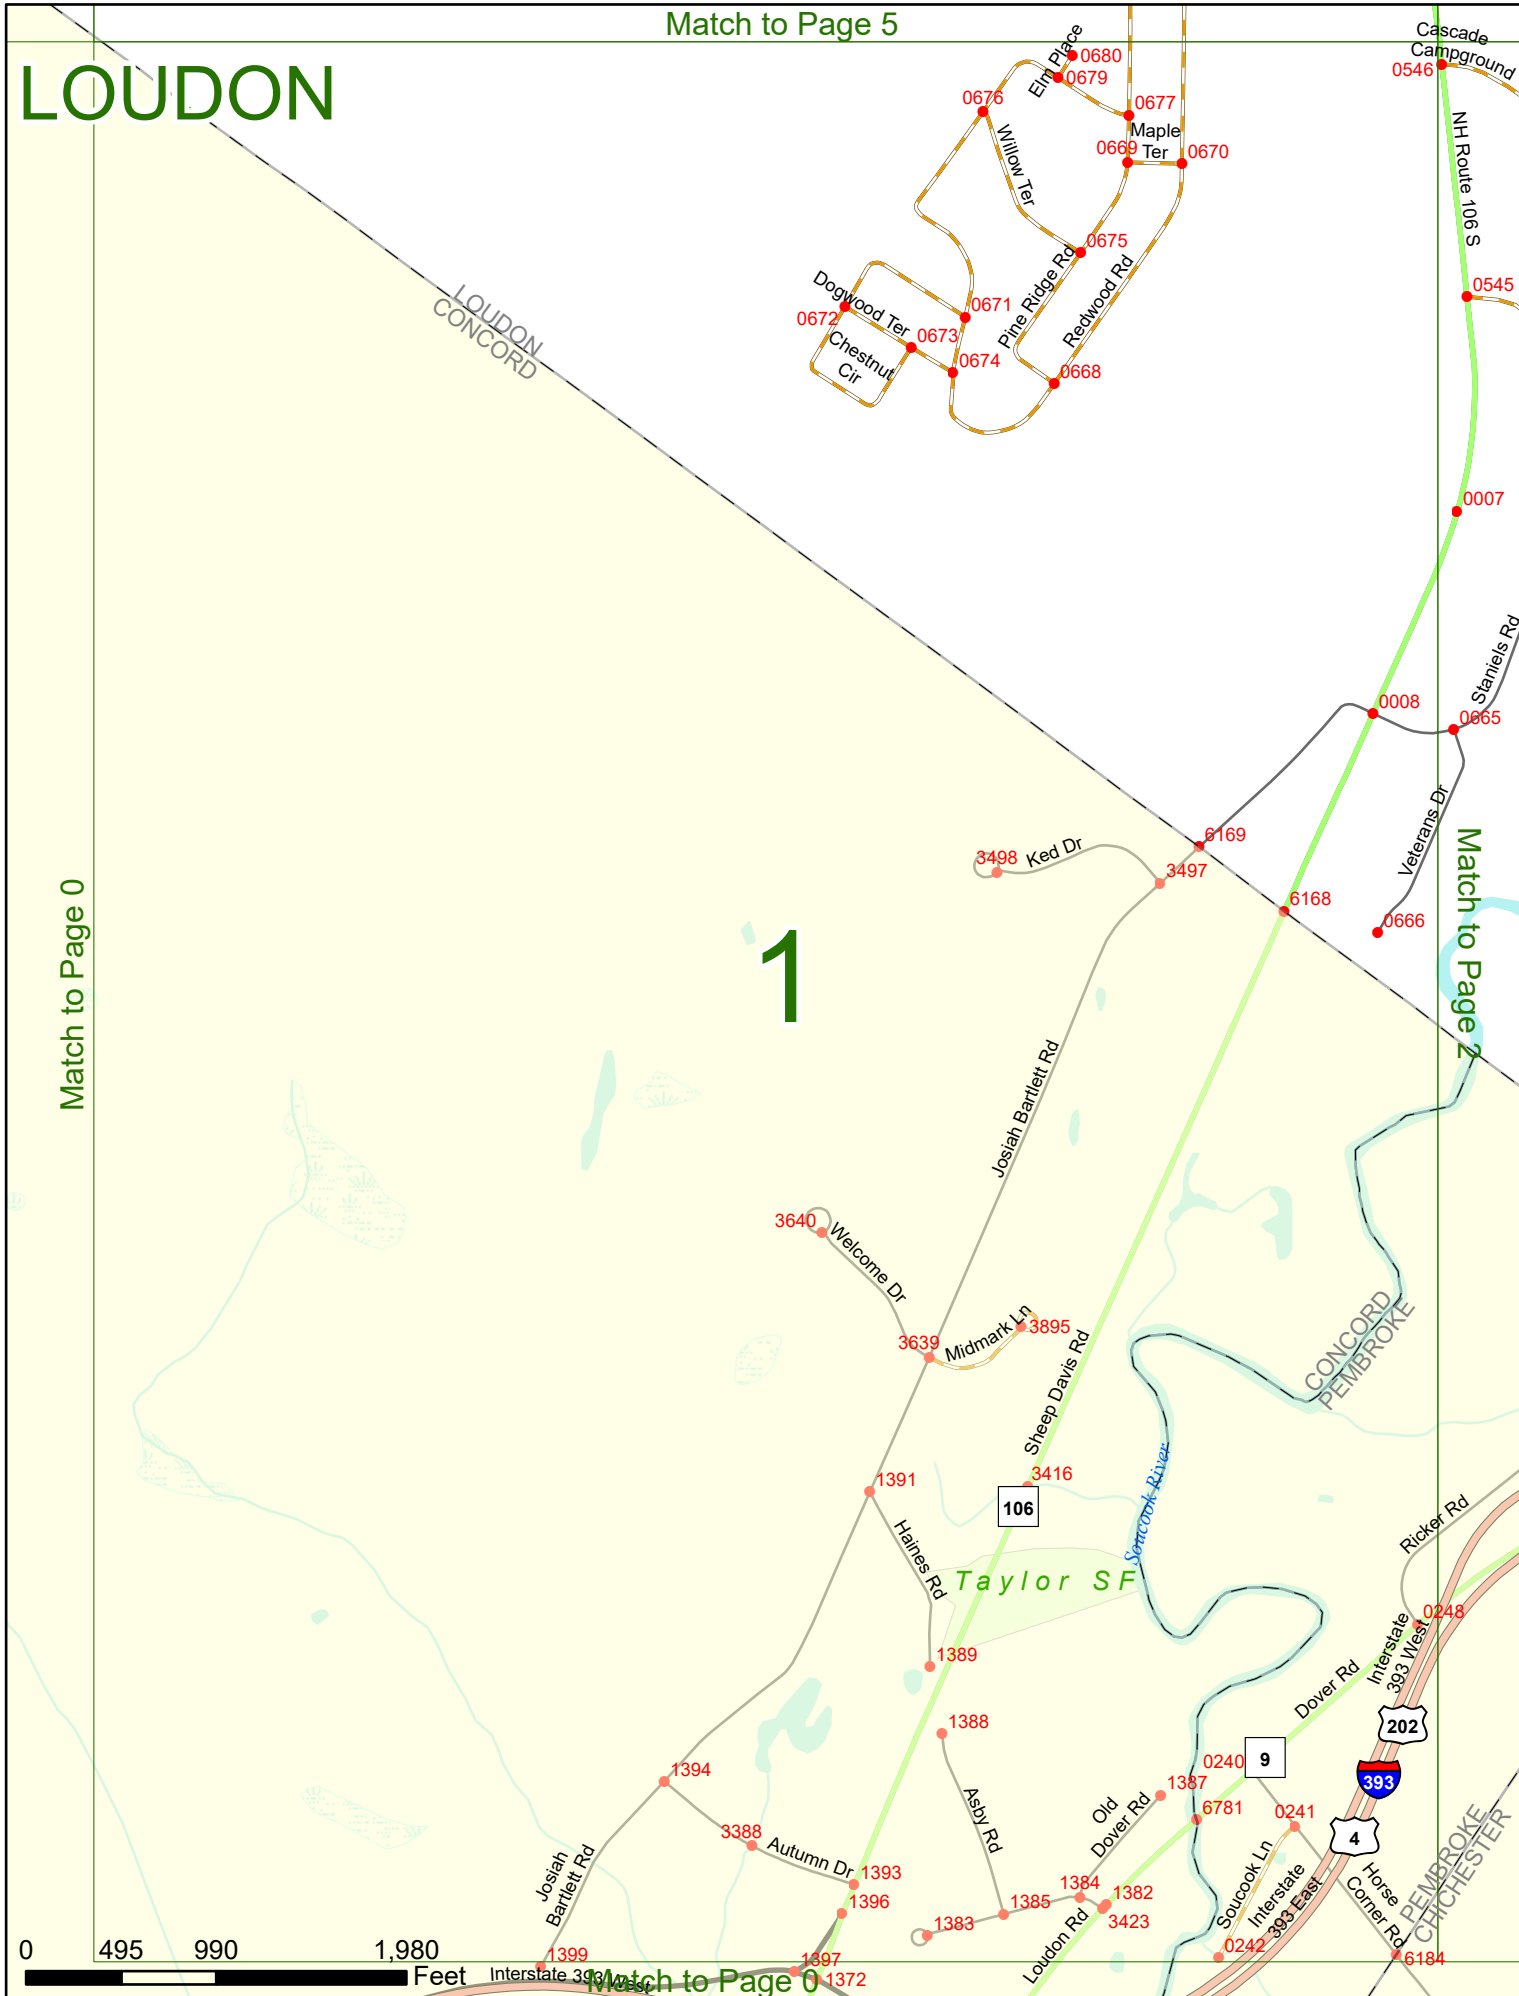 Match to Page 5
LOUDON
Elm Place
0680
0679
0676
0677
Maple
Ter
0669
0670
Willow Ter
Cascade
Campground
0546
NH Route 106 S
0545
0675
Pine Ridge Rd
Redwood Rd
Dogwood Ter
0671
0672
0673
Chestnut
Cir
0674
0668
LOUDON
CONCORD
0007
Staniels Rd
0008
0665
Veterans Dr
6169
3498
Ked Dr
3497
6168
0666
Match to Page 0
1
Match to Page 2
Josiah Bartlett Rd
3640
Welcome Dr
3639
Midmark Ln
3895
Sheep Davis Rd
CONCORD
PEMBROKE
1391
3416
106
Soucook River
Haines Rd
Taylor SF
Ricker Rd
0248
Interstate
393 West
1389
Dover Rd
202
1388
0240
9
393
1394
1387
6781
0241
4
Old
Dover Rd
Asby Rd
3388
Autumn Dr
1393
Josiah
Bartlett Rd
1396
1384
1382
3423
1385
1383
Loudon Rd
Soucook Ln
Interstate
393 East
Horse
Corner Rd
PEMBROKE
CHICHESTER
0242
6184
0 495 990 1,980
Feet
1399
Interstate 393 West
1397
1372
Match to Page 0